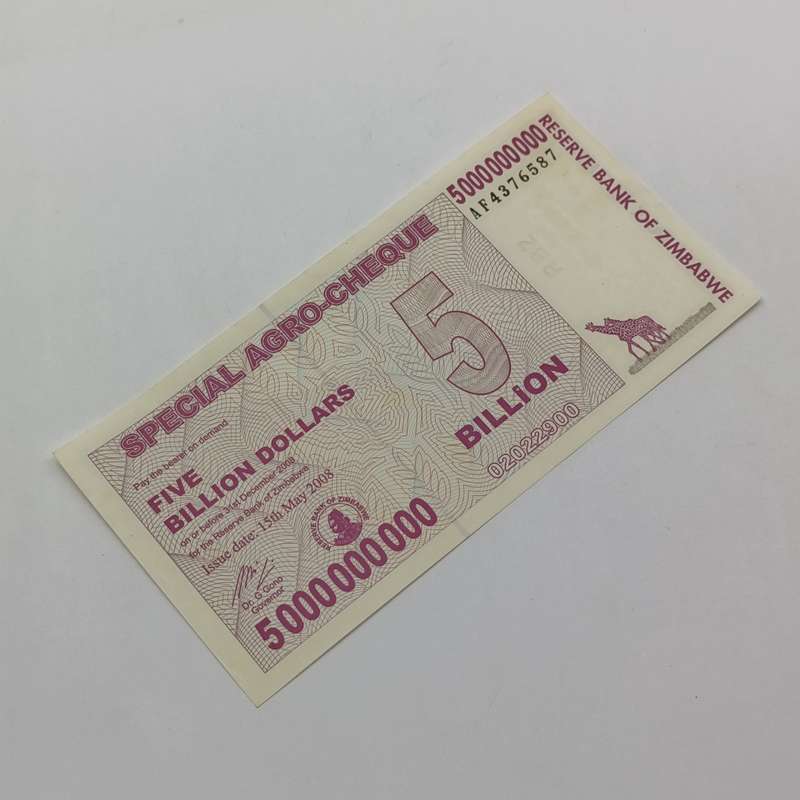 RESERVE BANK OF ZIMBABWE
5000000000
AF4376587
SPECIAL AGRO-CHEQUE
Pay the bearer on demand
FIVE
BILLION DOLLARS
on or before 31st December 2008
for the Reserve Bank of Zimbabwe
Issue date: 15th May 2008
Dr. G Gono
Governor
RESERVE BANK OF ZIMBABWE
5000000000
5
BILLION
02022900